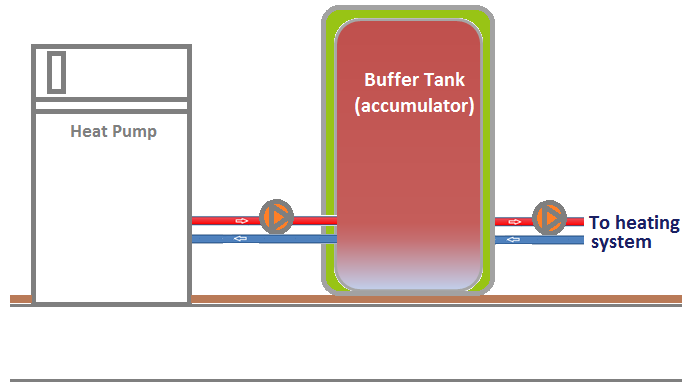 Buffer Tank
(accumulator)
Heat Pump
To heating
system